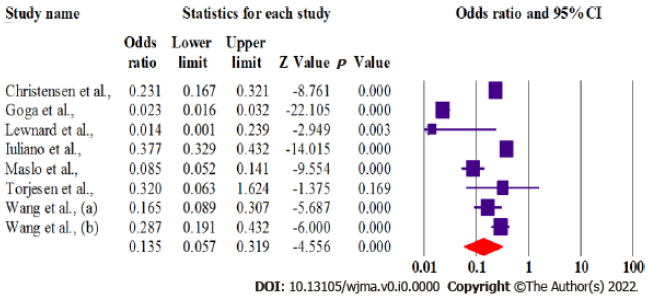 Study name Statistics for each study Odds ratio and 95% CI
Odds Lower Upper
ratio limit limit Z Value p Value
Christensen et al., 0.231 0.167 0.321 -8.761 0.000
Goga et al., 0.023 0.016 0.032 -22.105 0.000
Lewnard et al., 0.014 0.001 0.239 -2.949 0.003
Iuliano et al., 0.377 0.329 0.432 -14.015 0.000
Maslo et al., 0.085 0.052 0.141 -9.554 0.000
Torjesen et al., 0.320 0.063 1.624 -1.375 0.169
Wang et al., (a) 0.165 0.089 0.307 -5.687 0.000
Wang et al., (b) 0.287 0.191 0.432 -6.000 0.000
0.135 0.057 0.319 -4.556 0.000
0.01 0.1 1 10 100
DOI: 10.13105/wjma.v0.i0.0000 Copyright ©The Author(s) 2022.